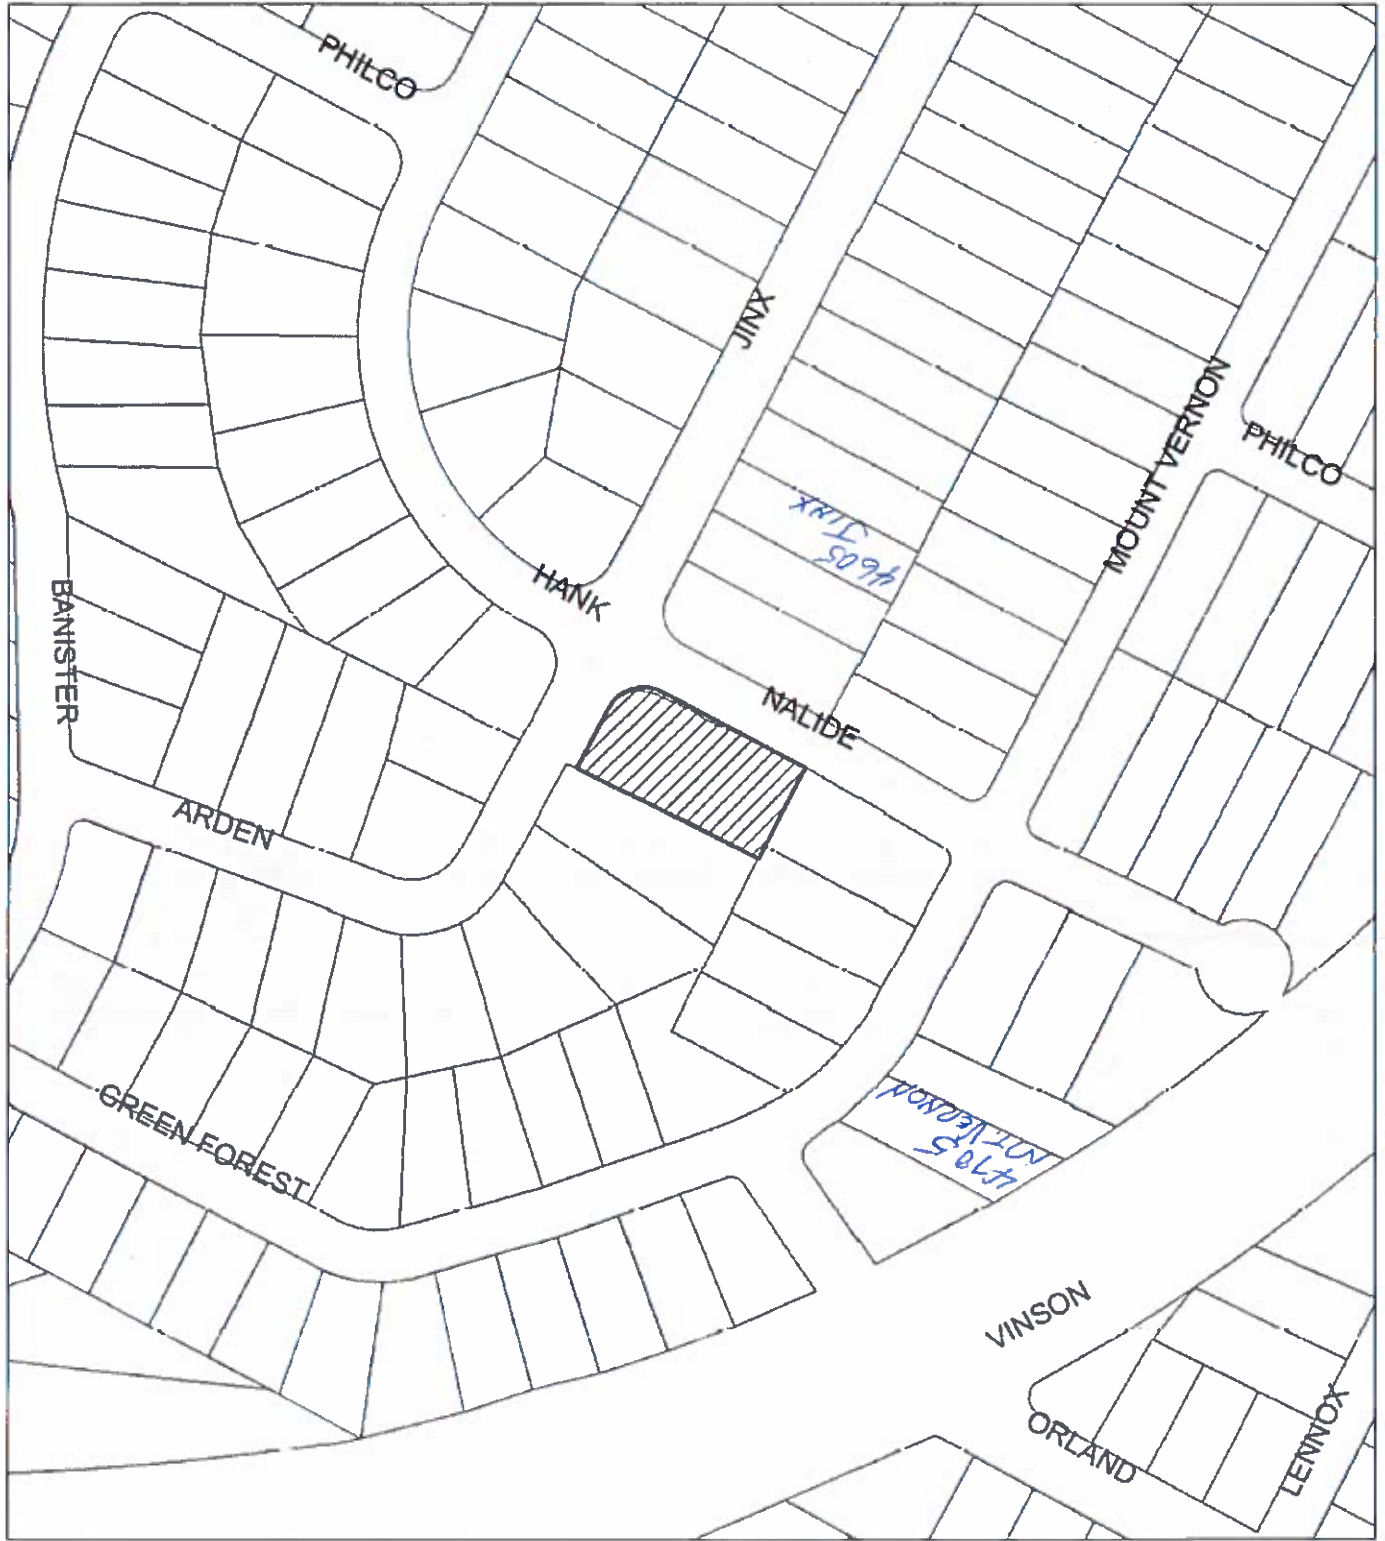 PHILCO
JINX
MOUNT VERNON
PHILCO
4605
JINX
HANK
BANISTER
NALIDE
ARDEN
GREEN FOREST
4705
MT. VERNON
VINSON
ORLAND
LENNOX